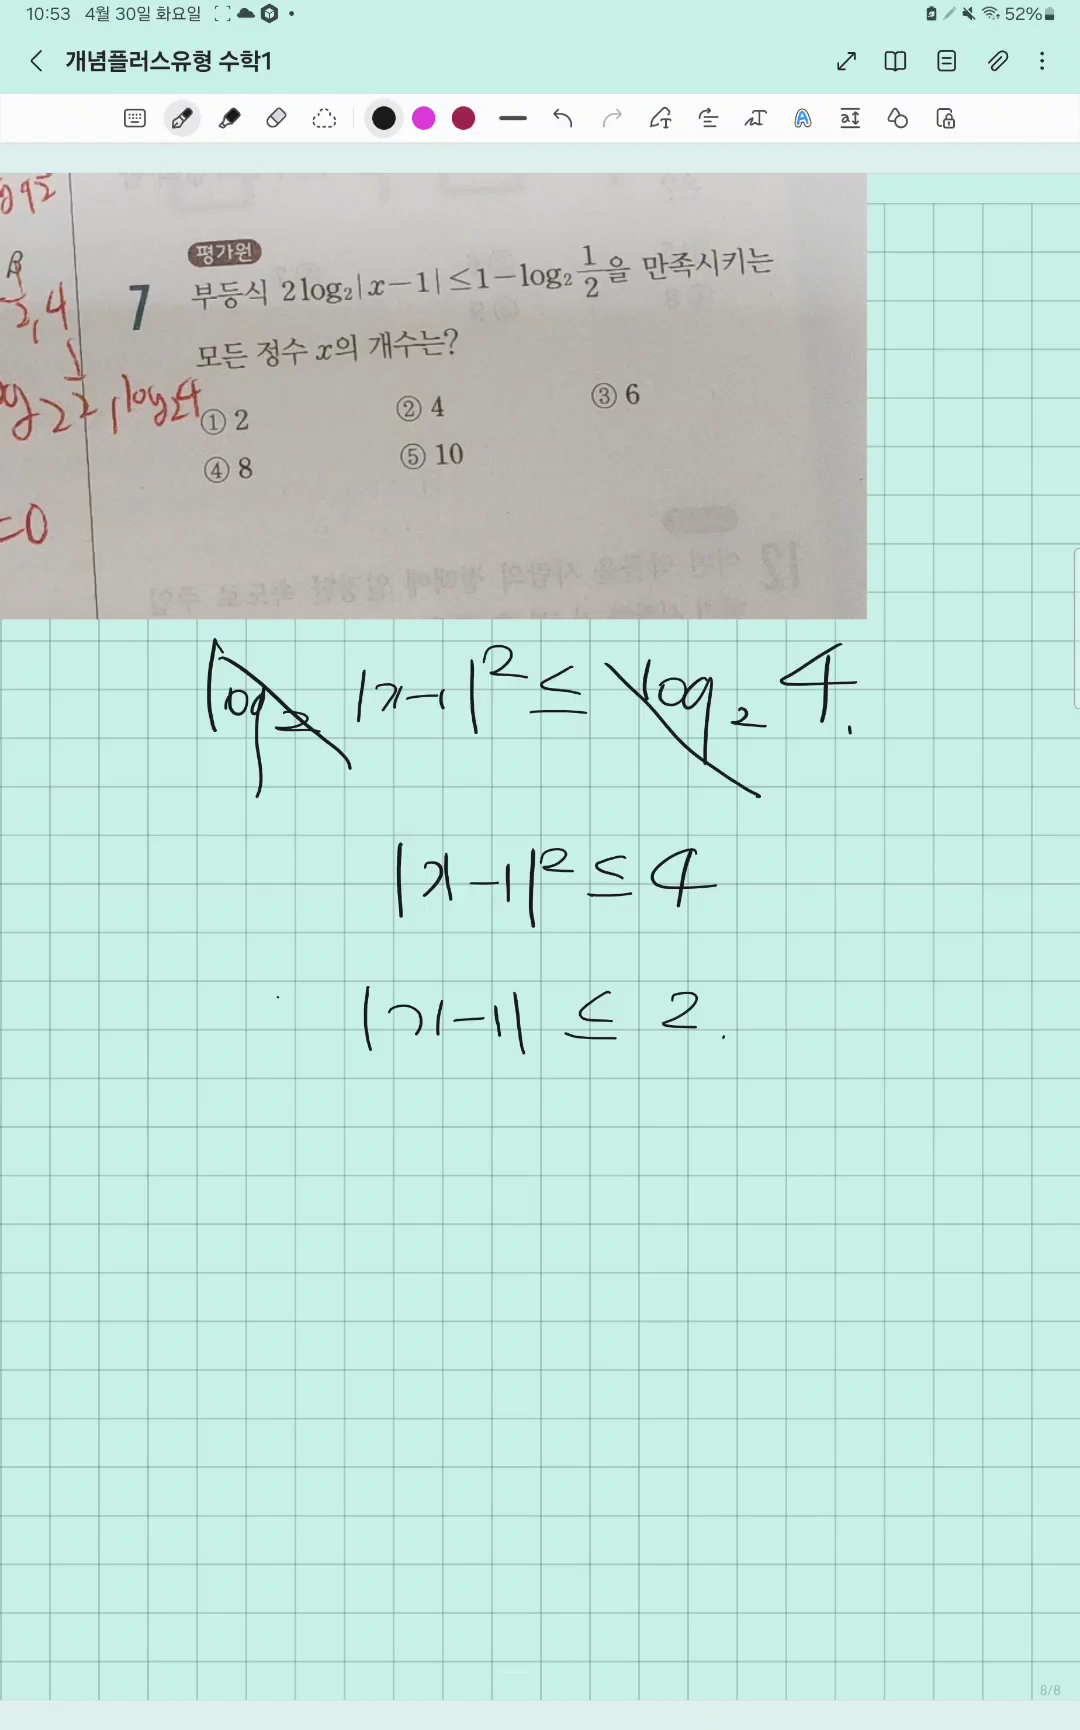 10:53 4월 30일 화요일 52%
개념플러스유형 수학1
평가원
7 부등식 2log₂|x−1|≤1−log₂ 1/2 을 만족시키는
모든 정수 x의 개수는?
① 2 ② 4 ③ 6
④ 8 ⑤ 10
=0
log₂ |x-1|² ≤ log₂ 4.
|x-1|² ≤ 4
|x-1| ≤ 2.
8/8